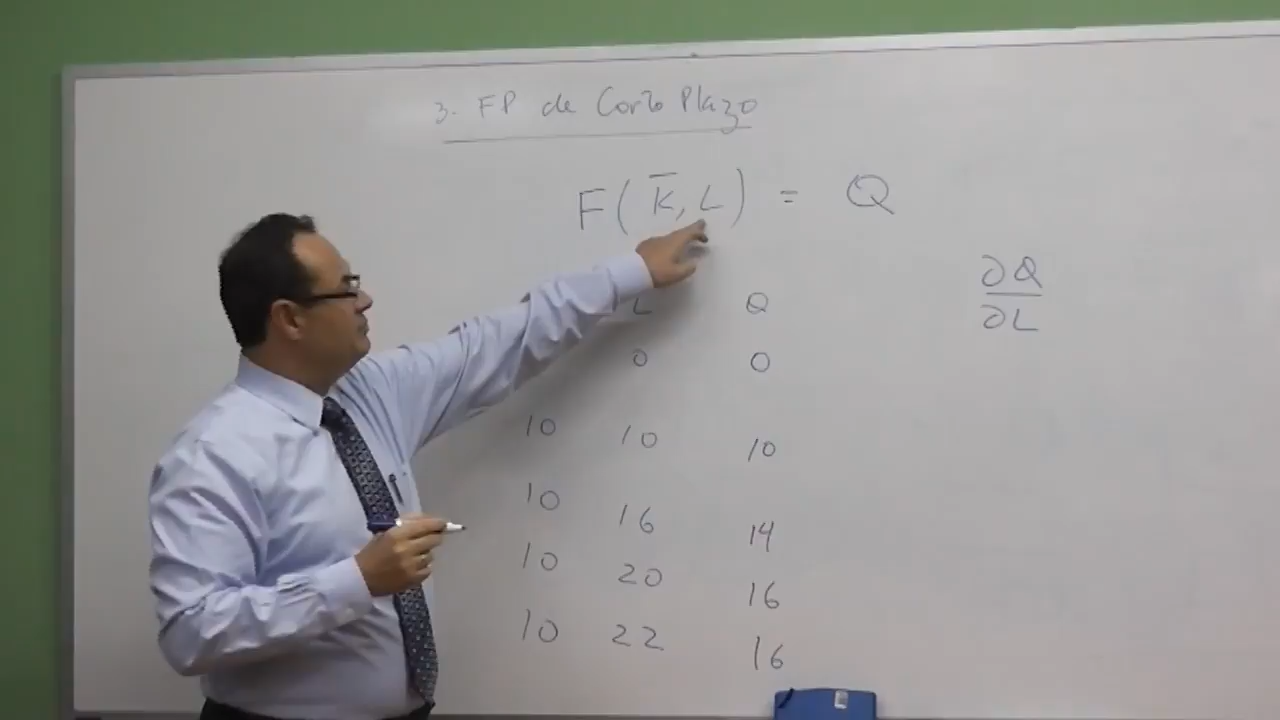 3. FP de Corto Plazo
F( K̅, L ) = Q
∂Q
∂L
L Q
0 0
10 10 10
10 16 14
10 20 16
10 22 16